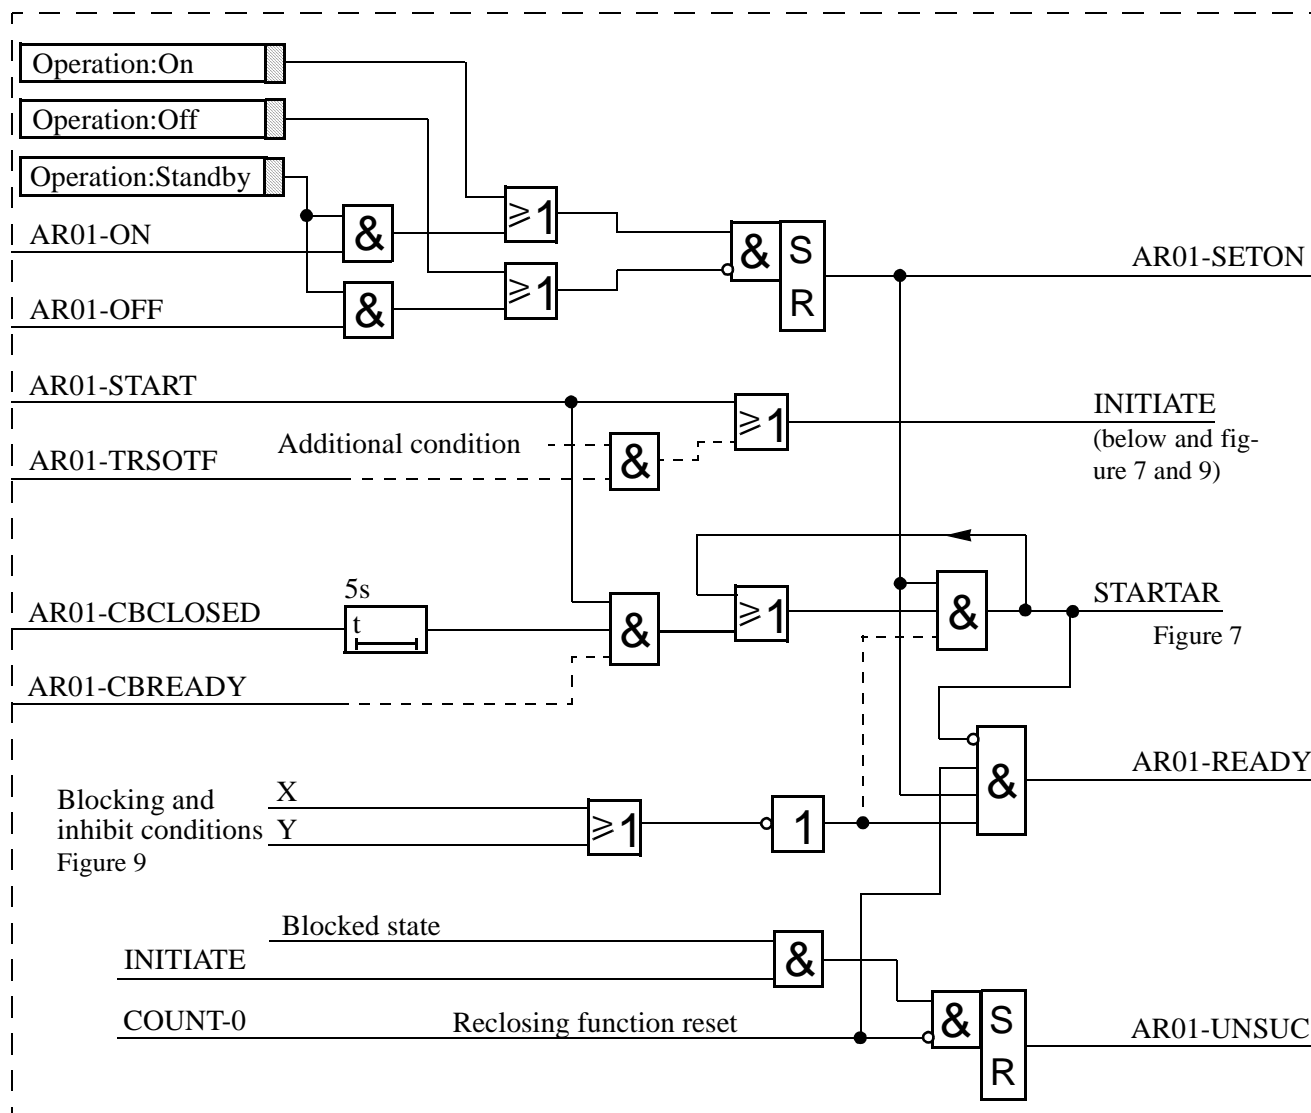 Operation:On
Operation:Off
Operation:Standby
AR01-ON
&
≥1
& S
R
AR01-SETON
AR01-OFF
&
≥1
AR01-START
≥1
INITIATE
(below and fig-
ure 7 and 9)
Additional condition
&
AR01-TRSOTF
5s
AR01-CBCLOSED
t
&
≥1
&
STARTAR
Figure 7
AR01-CBREADY
&
AR01-READY
Blocking and
inhibit conditions
Figure 9
X
Y
≥1
1
Blocked state
INITIATE
&
COUNT-0
Reclosing function reset
& S
R
AR01-UNSUC